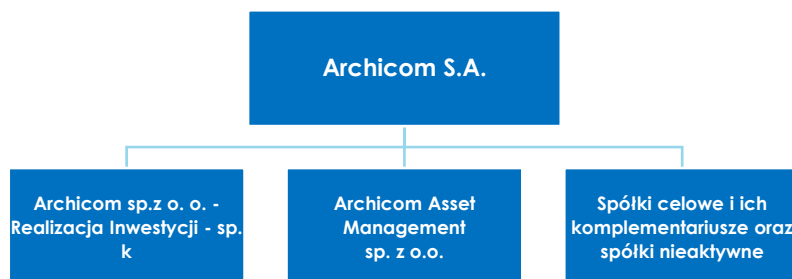 Archicom S.A.
Archicom sp.z o. o. -
Realizacja Inwestycji - sp.
k
Archicom Asset
Management
sp. z o.o.
Spółki celowe i ich
komplementariusze oraz
spółki nieaktywne